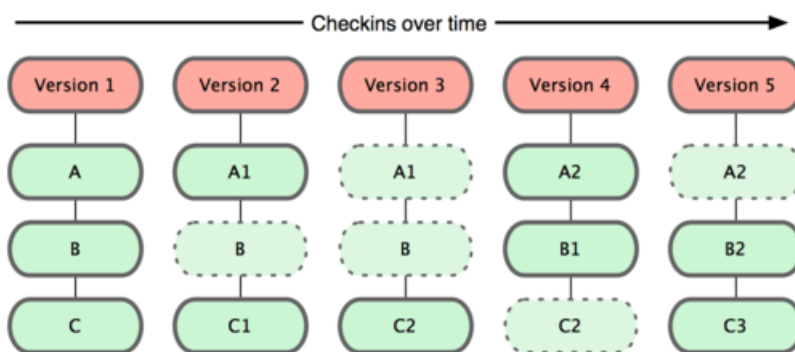 Checkins over time
Version 1 Version 2 Version 3 Version 4 Version 5
A A1 A1 A2 A2
B B B B1 B2
C C1 C2 C2 C3